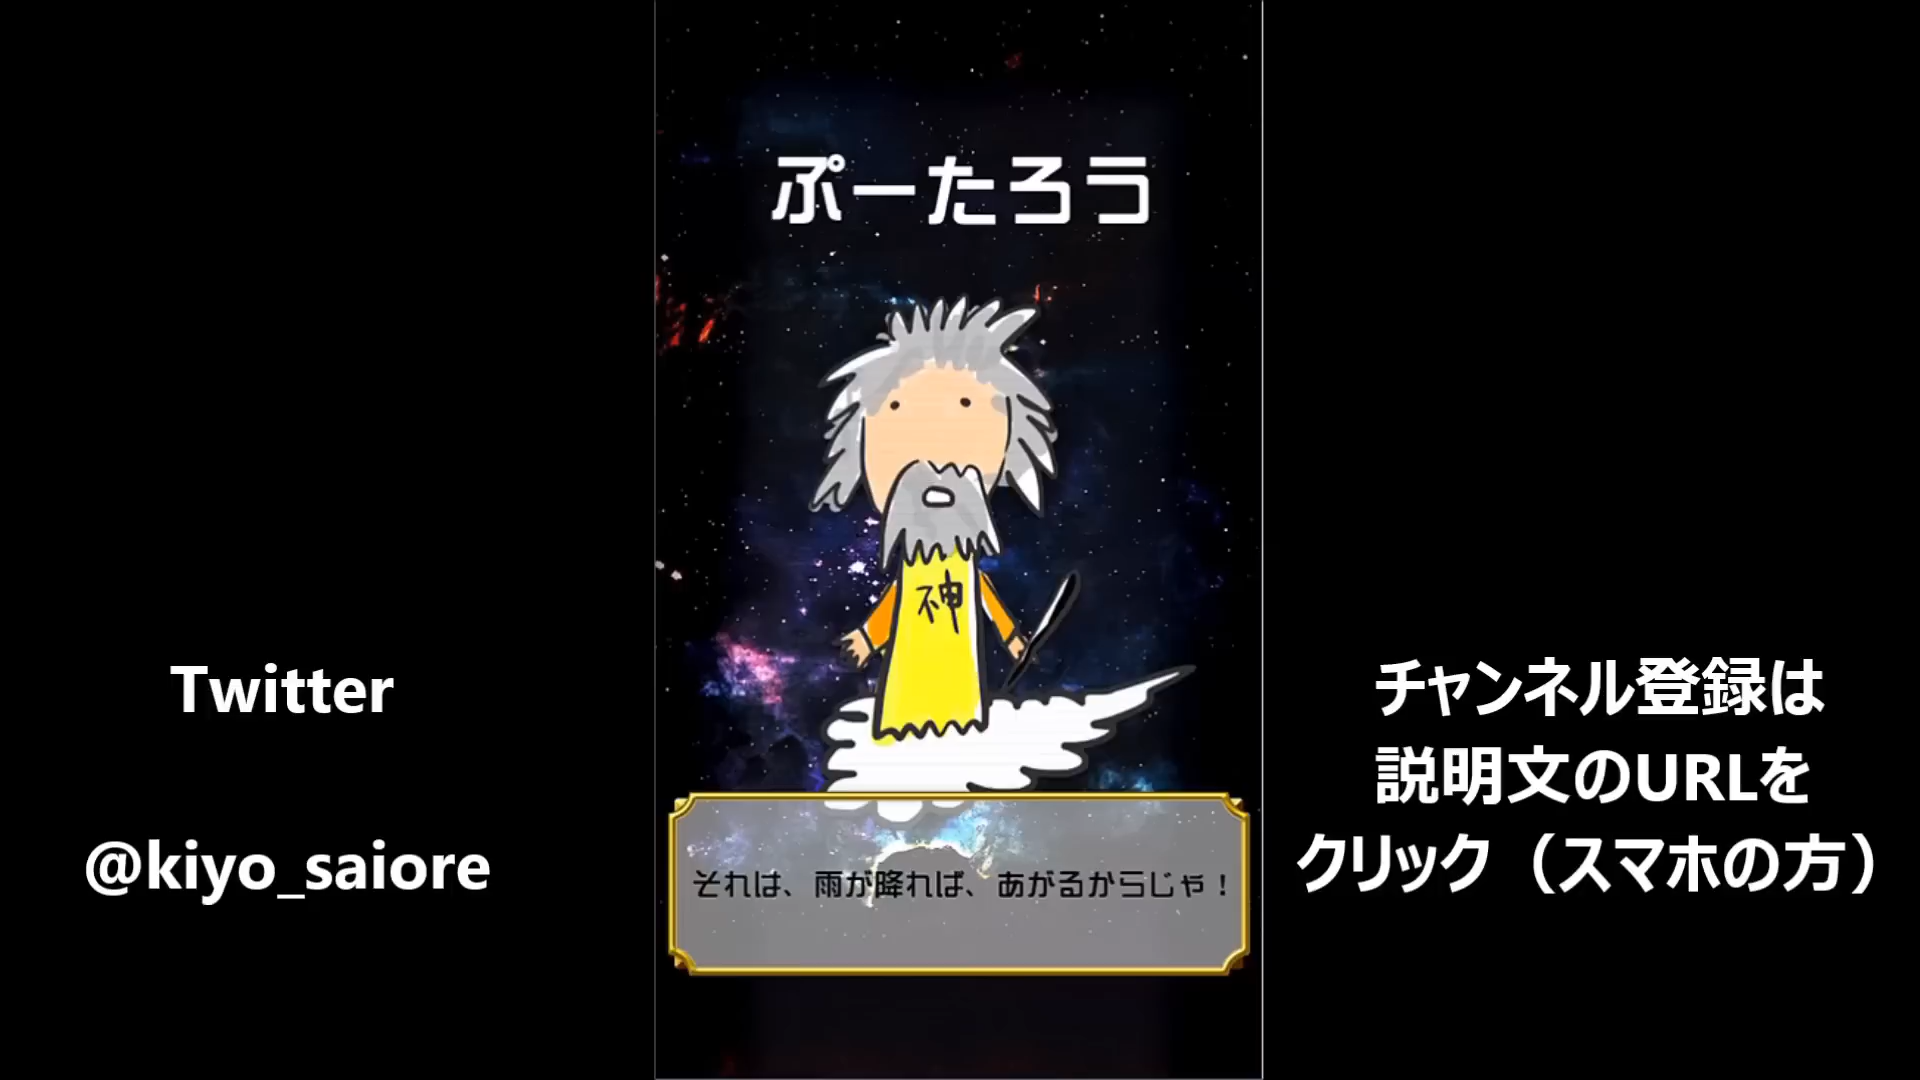 ぷーたろう
神
それは、雨が降れば、あがるからじゃ！
Twitter
@kiyo_saiore
チャンネル登録は
説明文のURLを
クリック（スマホの方）